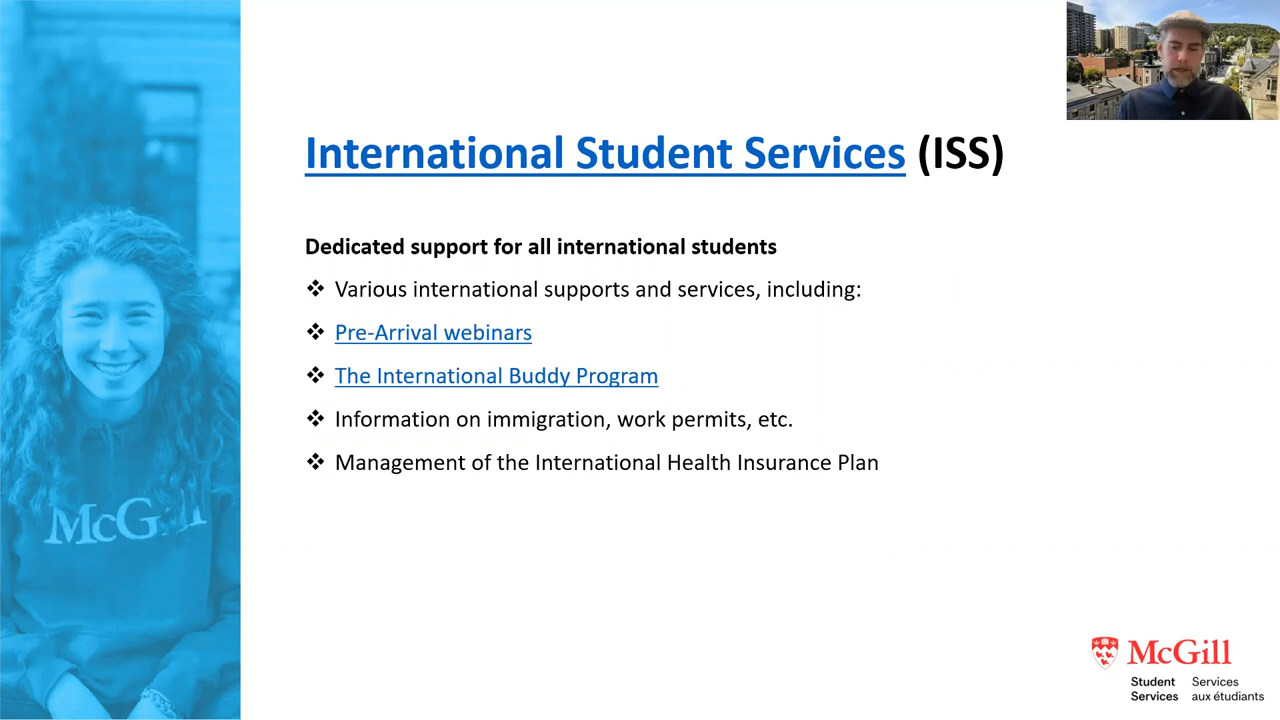 International Student Services (ISS)
Dedicated support for all international students
❖ Various international supports and services, including:
❖ Pre-Arrival webinars
❖ The International Buddy Program
❖ Information on immigration, work permits, etc.
❖ Management of the International Health Insurance Plan
McGill
McGill
Student Services
Services aux étudiants